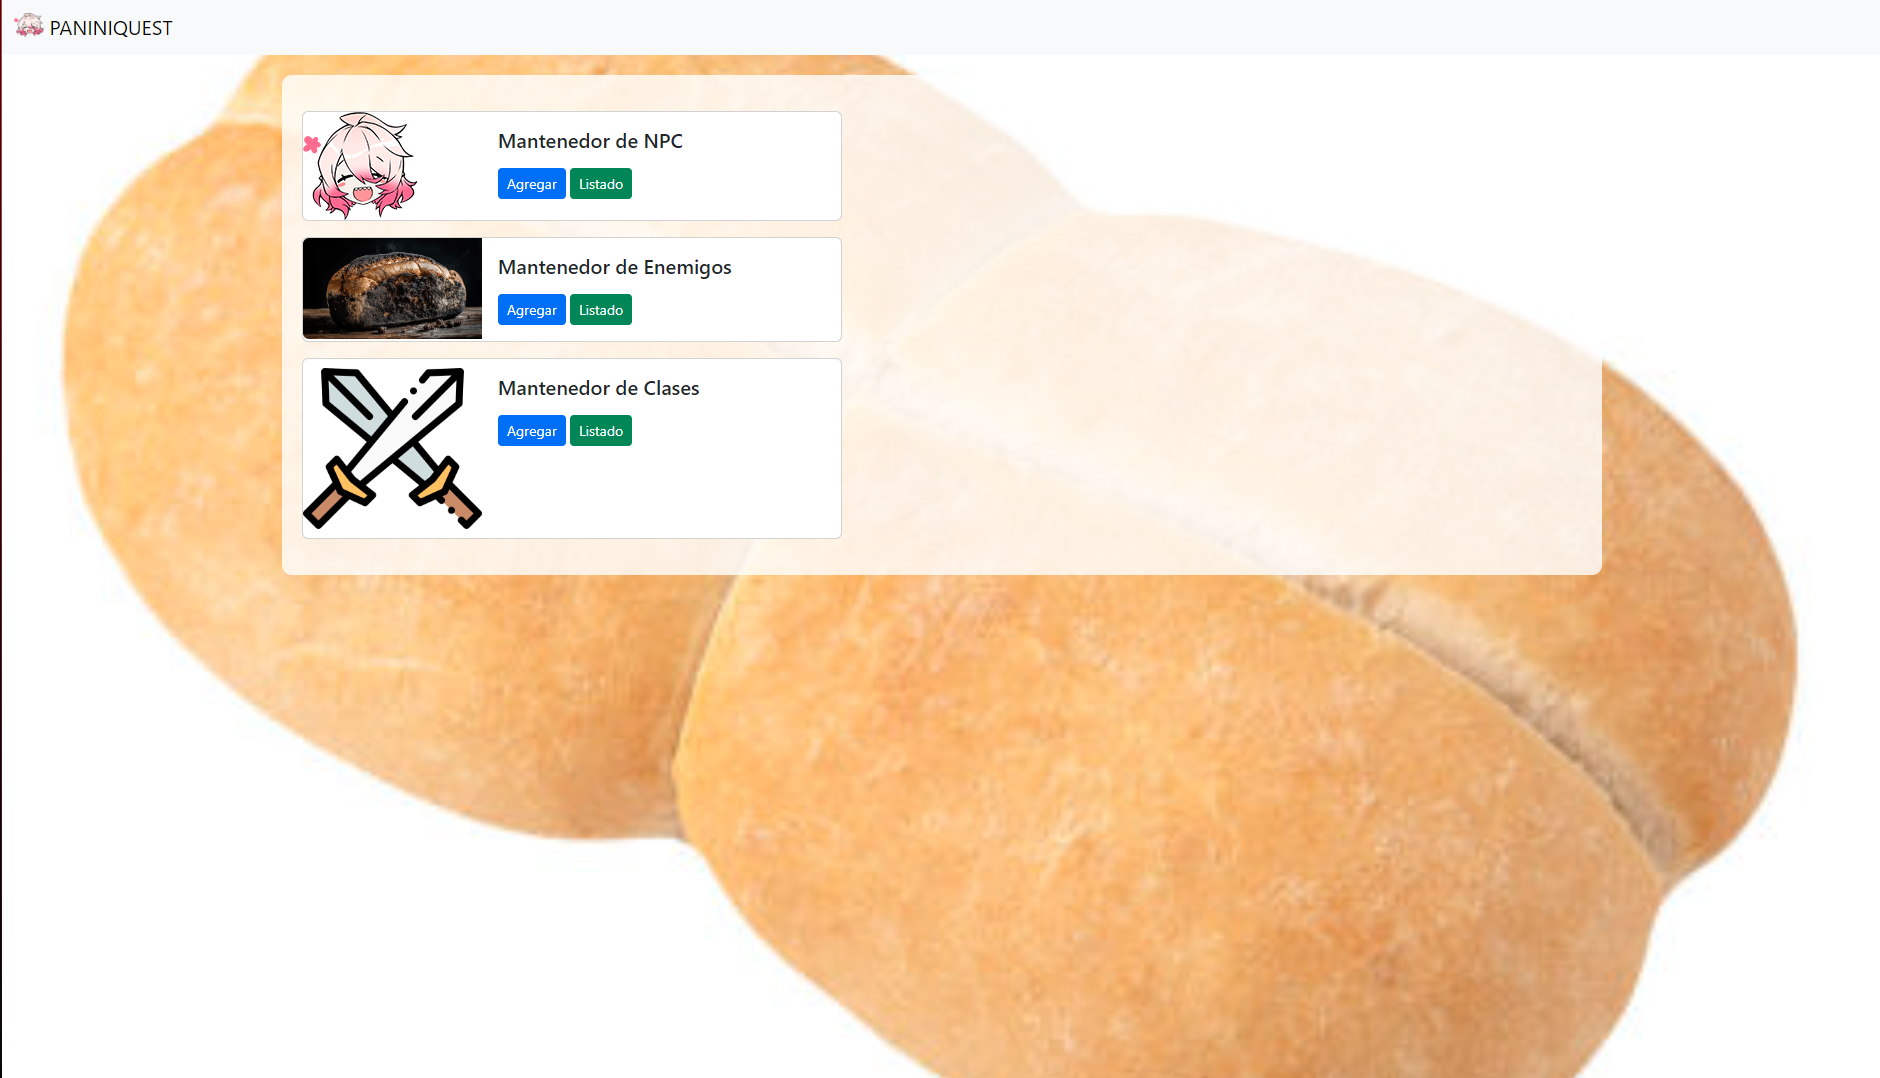 PANINIQUEST
Mantenedor de NPC
Agregar Listado
Mantenedor de Enemigos
Agregar Listado
Mantenedor de Clases
Agregar Listado